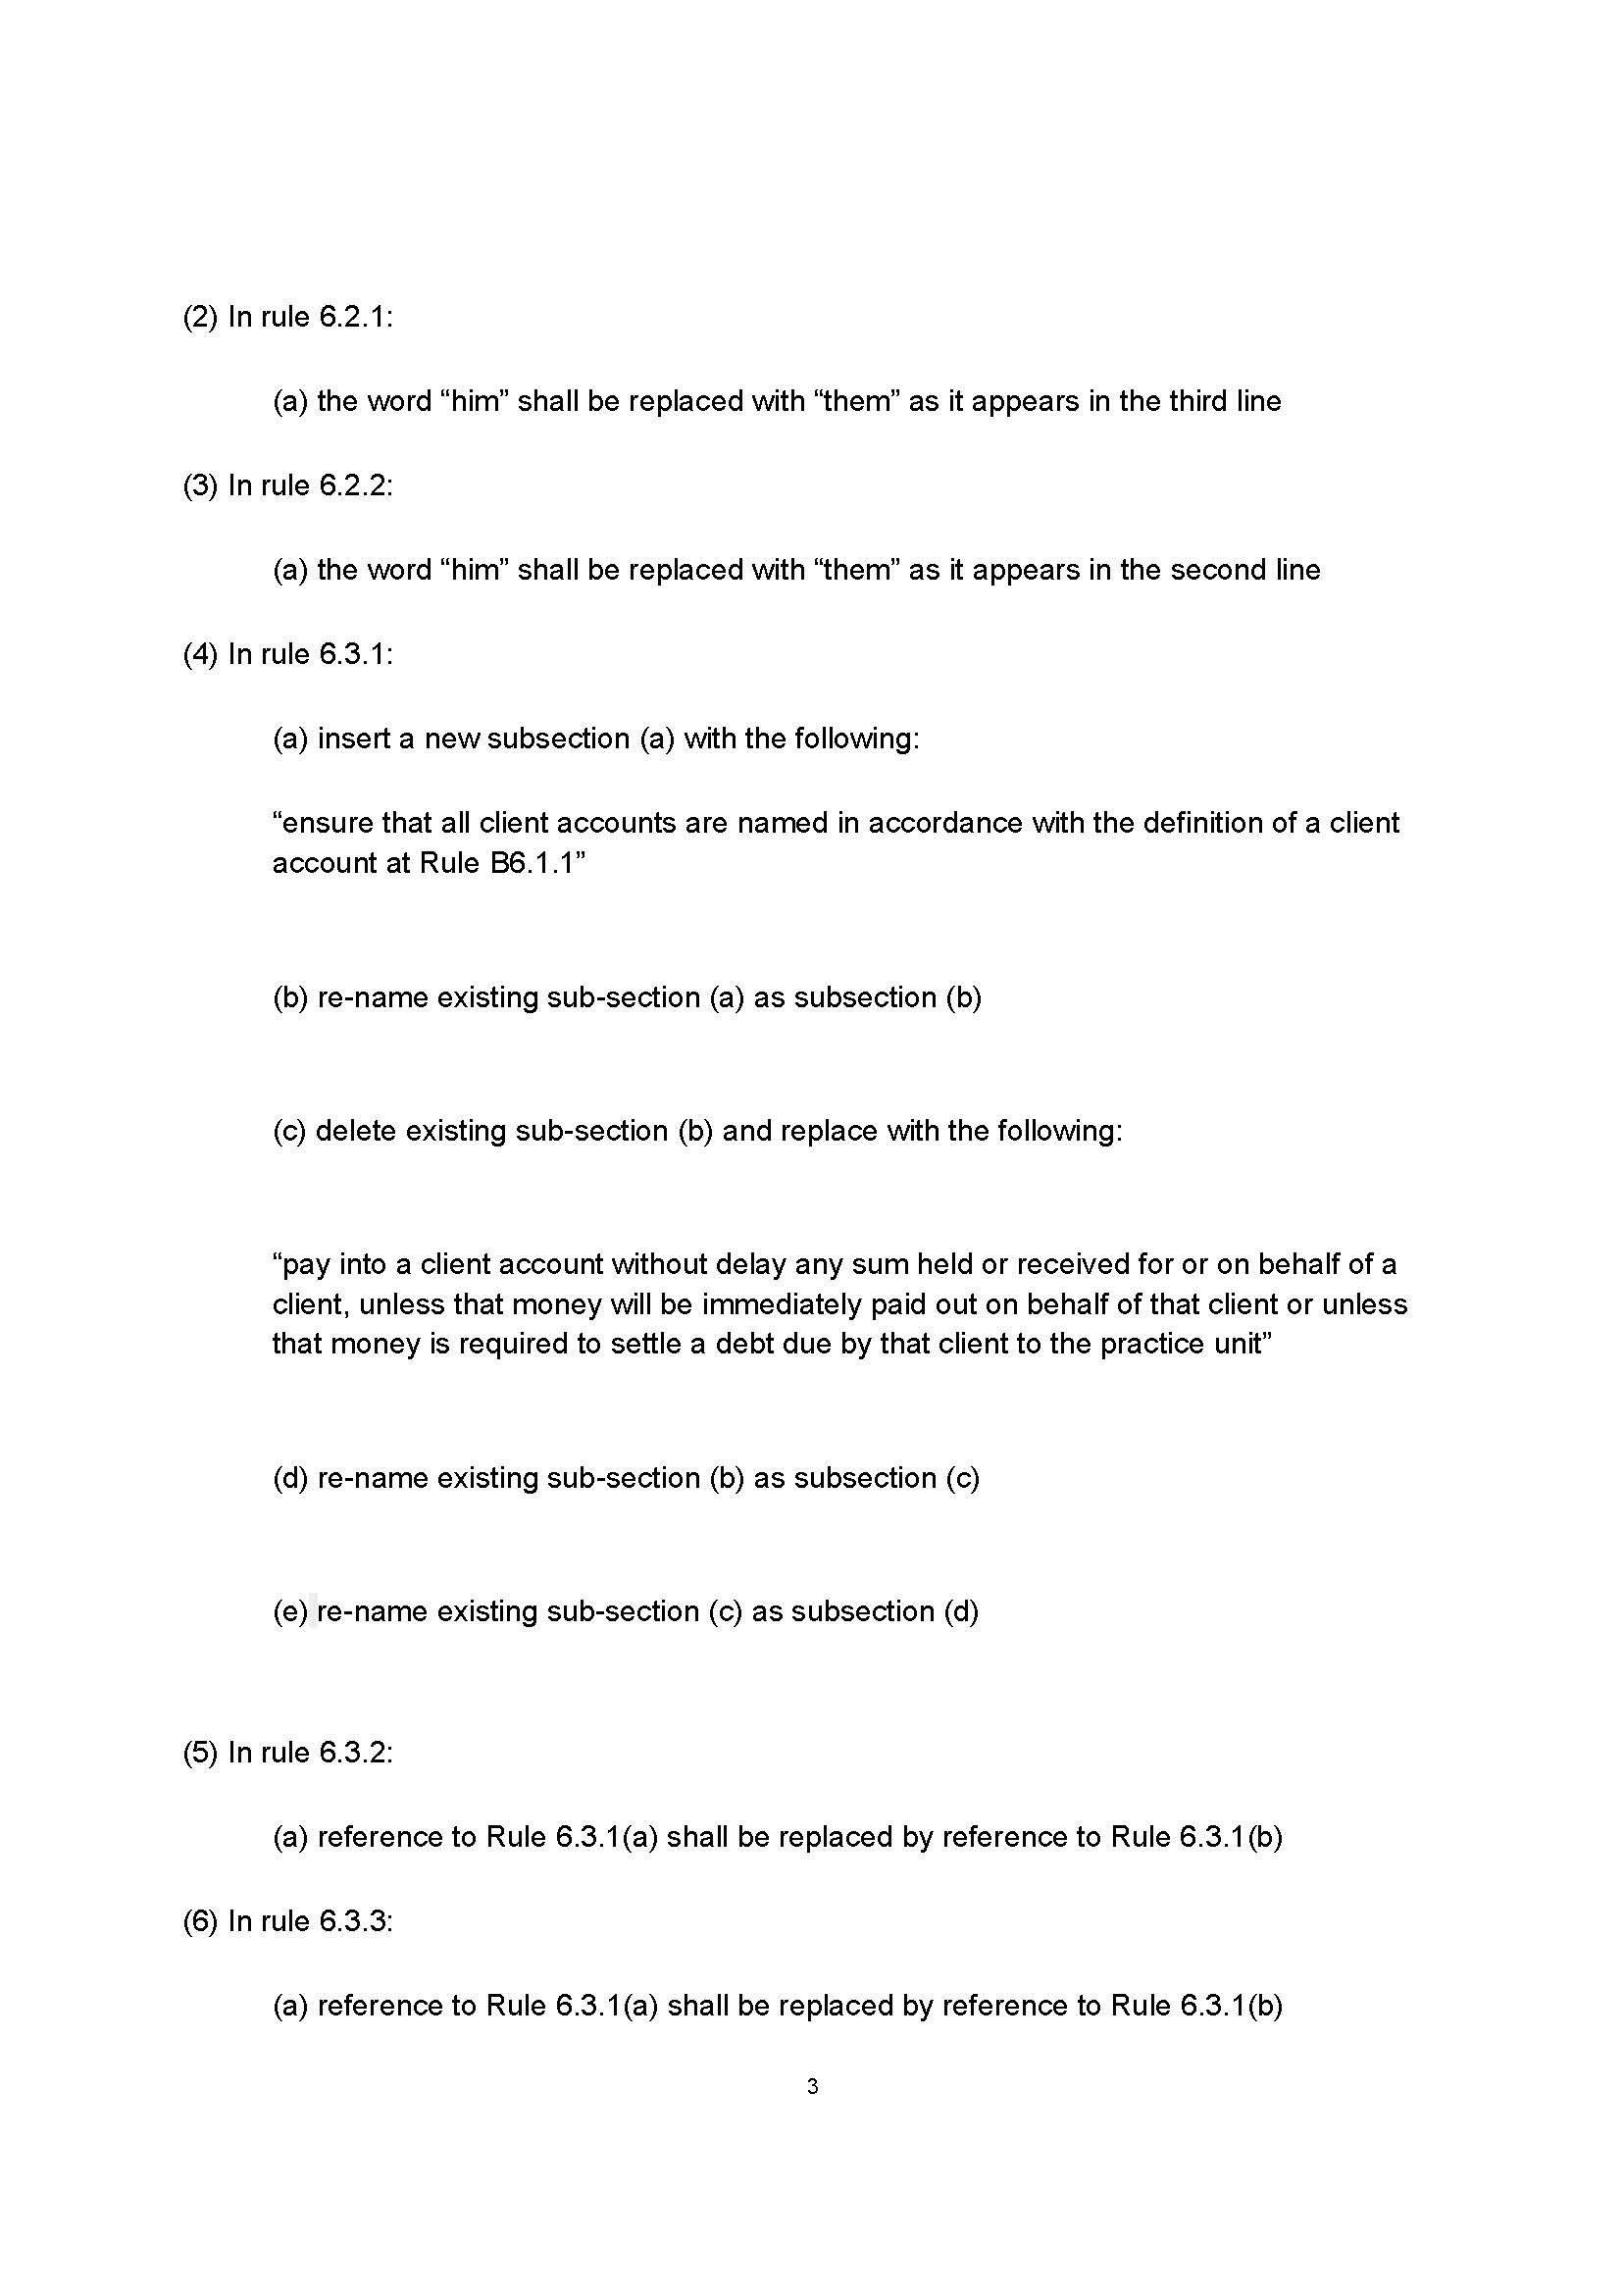 (2) In rule 6.2.1:
(a) the word “him” shall be replaced with “them” as it appears in the third line
(3) In rule 6.2.2:
(a) the word “him” shall be replaced with “them” as it appears in the second line
(4) In rule 6.3.1:
(a) insert a new subsection (a) with the following:
“ensure that all client accounts are named in accordance with the definition of a client
account at Rule B6.1.1”
(b) re-name existing sub-section (a) as subsection (b)
(c) delete existing sub-section (b) and replace with the following:
“pay into a client account without delay any sum held or received for or on behalf of a
client, unless that money will be immediately paid out on behalf of that client or unless
that money is required to settle a debt due by that client to the practice unit”
(d) re-name existing sub-section (b) as subsection (c)
(e) re-name existing sub-section (c) as subsection (d)
(5) In rule 6.3.2:
(a) reference to Rule 6.3.1(a) shall be replaced by reference to Rule 6.3.1(b)
(6) In rule 6.3.3:
(a) reference to Rule 6.3.1(a) shall be replaced by reference to Rule 6.3.1(b)
3